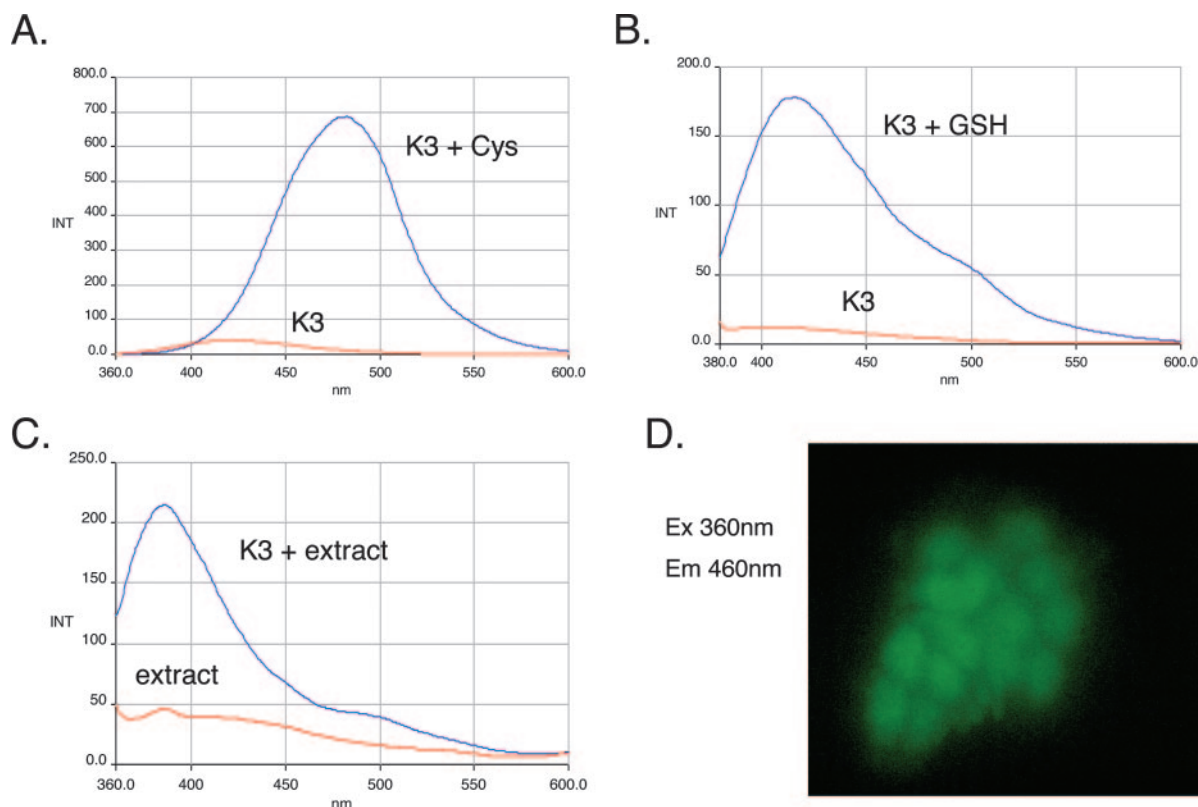 A.
800.0
700
600
500
400
300
200
100
0.0
INT
K3 + Cys
K3
360.0 400 450 500 550 600.0
nm
B.
200.0
150
100
50
0.0
INT
K3 + GSH
K3
380.0 400 450 500 550 600.0
nm
C.
250.0
200
150
100
50
0.0
INT
K3 + extract
extract
360.0 400 450 500 550 600.0
nm
D.
Ex 360nm
Em 460nm